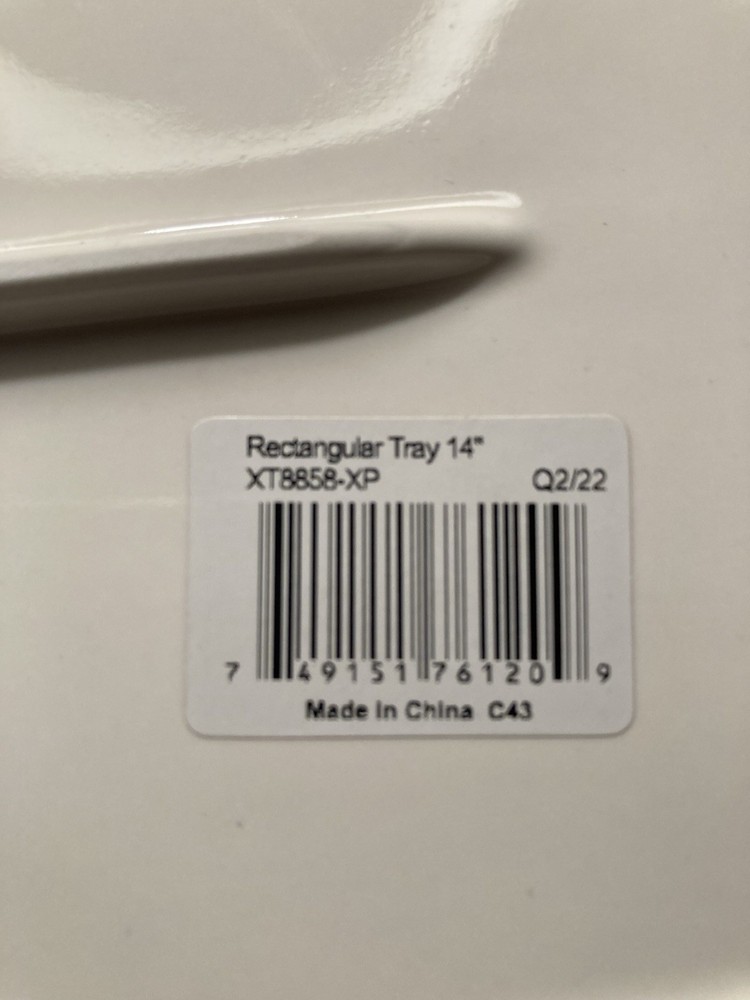 Rectangular Tray 14"
XT8858-XP Q2/22
7 49151 76120 9
Made in China C43